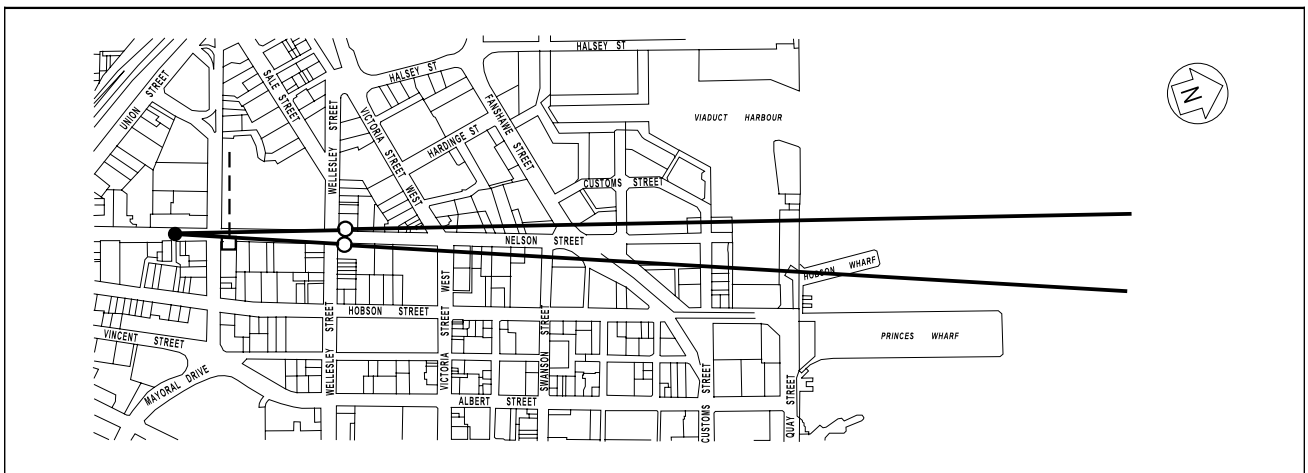 HALSEY ST
HALSEY ST
SALE STREET
UNION STREET
WELLESLEY STREET
VICTORIA STREET WEST
FANSHAWE STREET
HARDINGE ST
VIADUCT HARBOUR
N
CUSTOMS STREET
NELSON STREET
HOBSON WHARF
HOBSON STREET
VICTORIA STREET WEST
WELLESLEY STREET
SWANSON STREET
PRINCES WHARF
VINCENT STREET
MAYORAL DRIVE
ALBERT STREET
CUSTOMS STREET
QUAY STREET